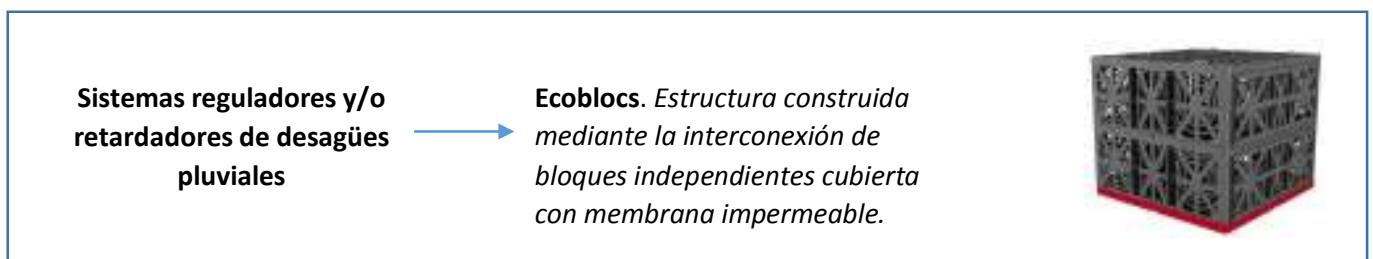 Sistemas reguladores y/o
retardadores de desagües
pluviales
Ecoblocs. Estructura construida
mediante la interconexión de
bloques independientes cubierta
con membrana impermeable.